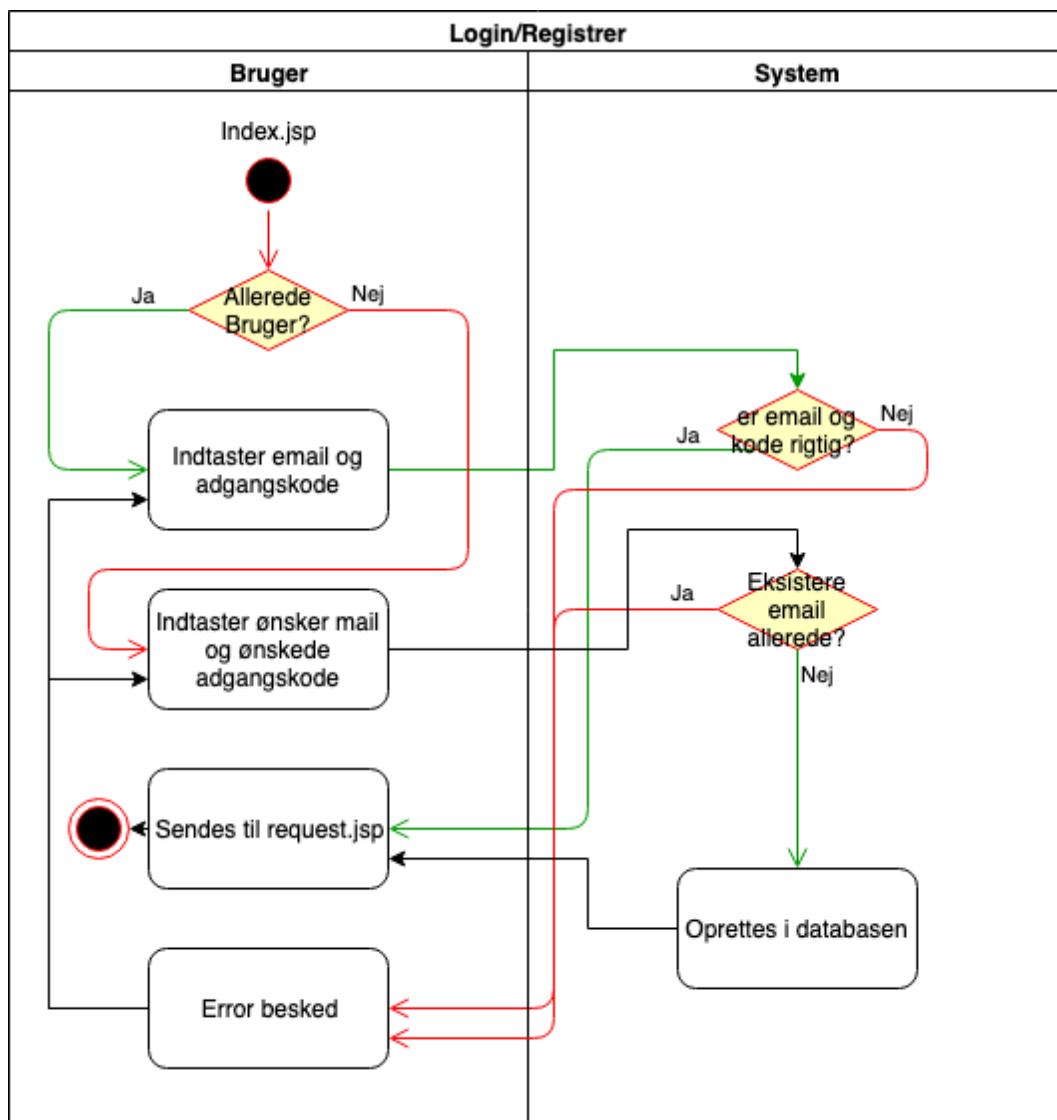 Login/Registrer
Bruger
System
Index.jsp
Allerede
Bruger?
Ja
Nej
er email og
kode rigtig?
Ja
Nej
Indtaster email og
adgangskode
Eksistere
email
allerede?
Ja
Nej
Indtaster ønsker mail
og ønskede
adgangskode
Sendes til request.jsp
Oprettes i databasen
Error besked